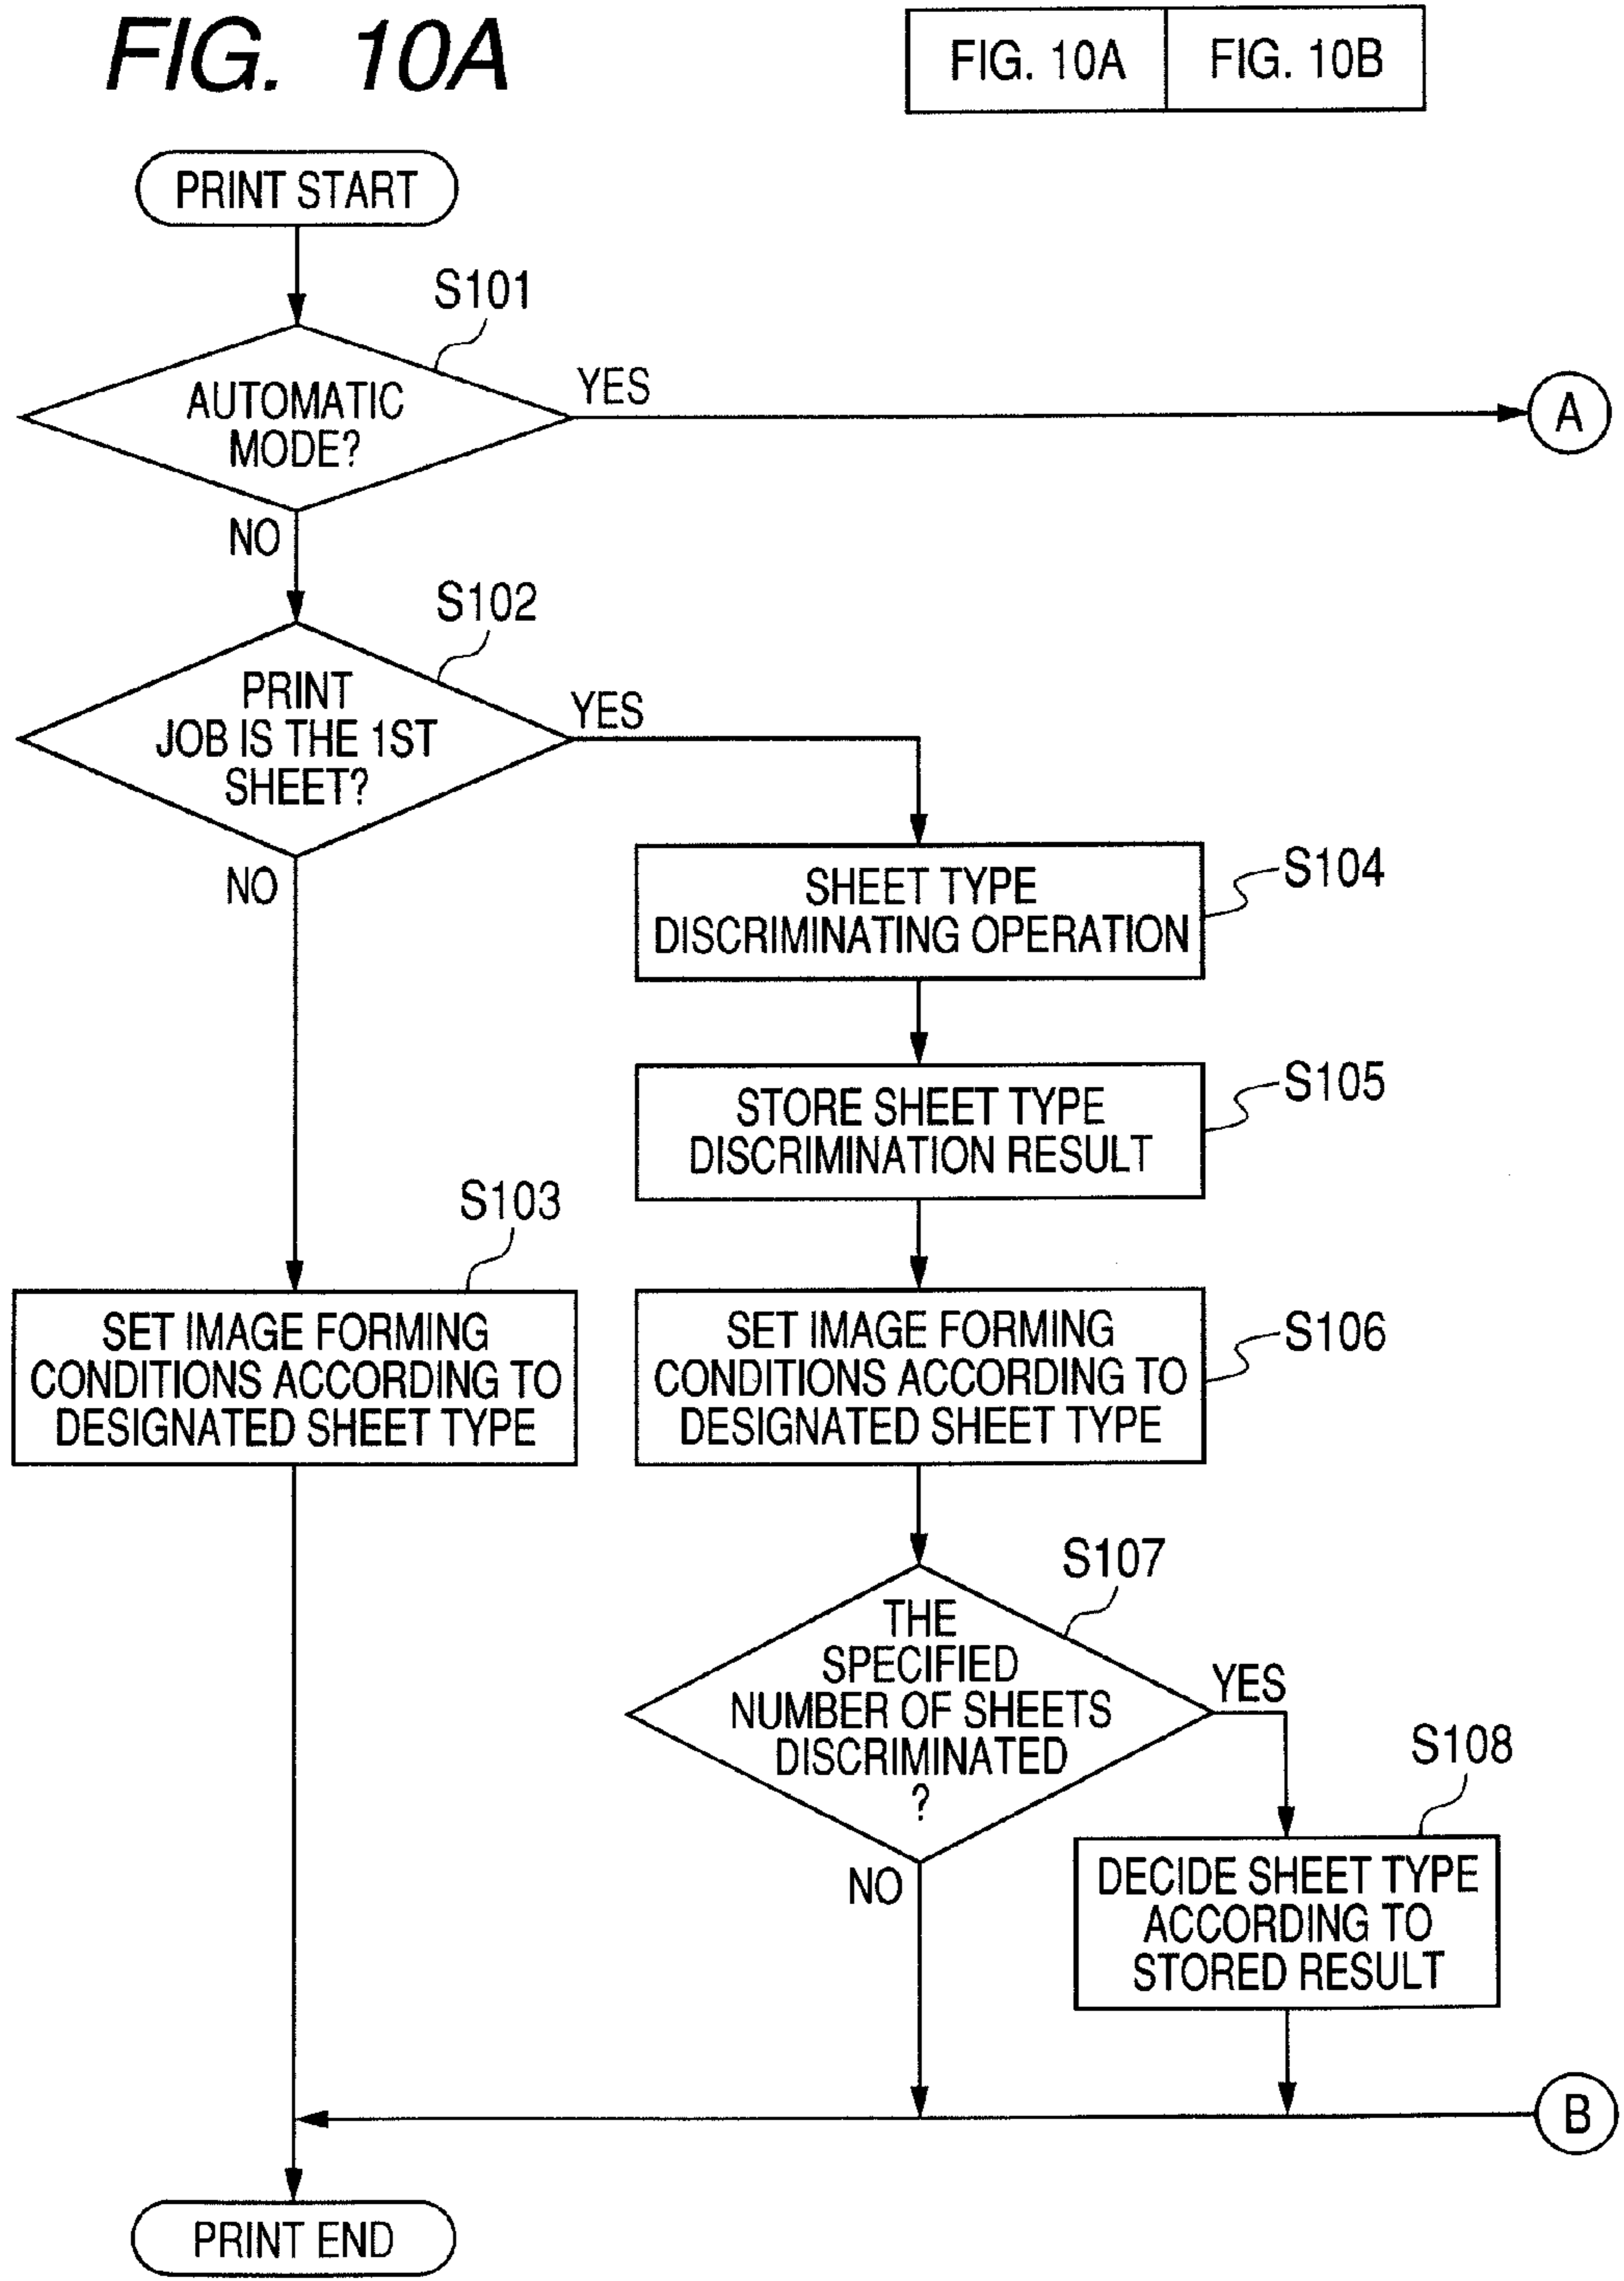 FIG. 10A
FIG. 10A
FIG. 10B
PRINT START
S101
AUTOMATIC
MODE?
YES
A
NO
S102
PRINT
JOB IS THE 1ST
SHEET?
YES
NO
S104
SHEET TYPE
DISCRIMINATING OPERATION
S105
STORE SHEET TYPE
DISCRIMINATION RESULT
S103
SET IMAGE FORMING
CONDITIONS ACCORDING TO
DESIGNATED SHEET TYPE
S106
SET IMAGE FORMING
CONDITIONS ACCORDING TO
DESIGNATED SHEET TYPE
S107
THE
SPECIFIED
NUMBER OF SHEETS
DISCRIMINATED
?
YES
NO
S108
DECIDE SHEET TYPE
ACCORDING TO
STORED RESULT
B
PRINT END